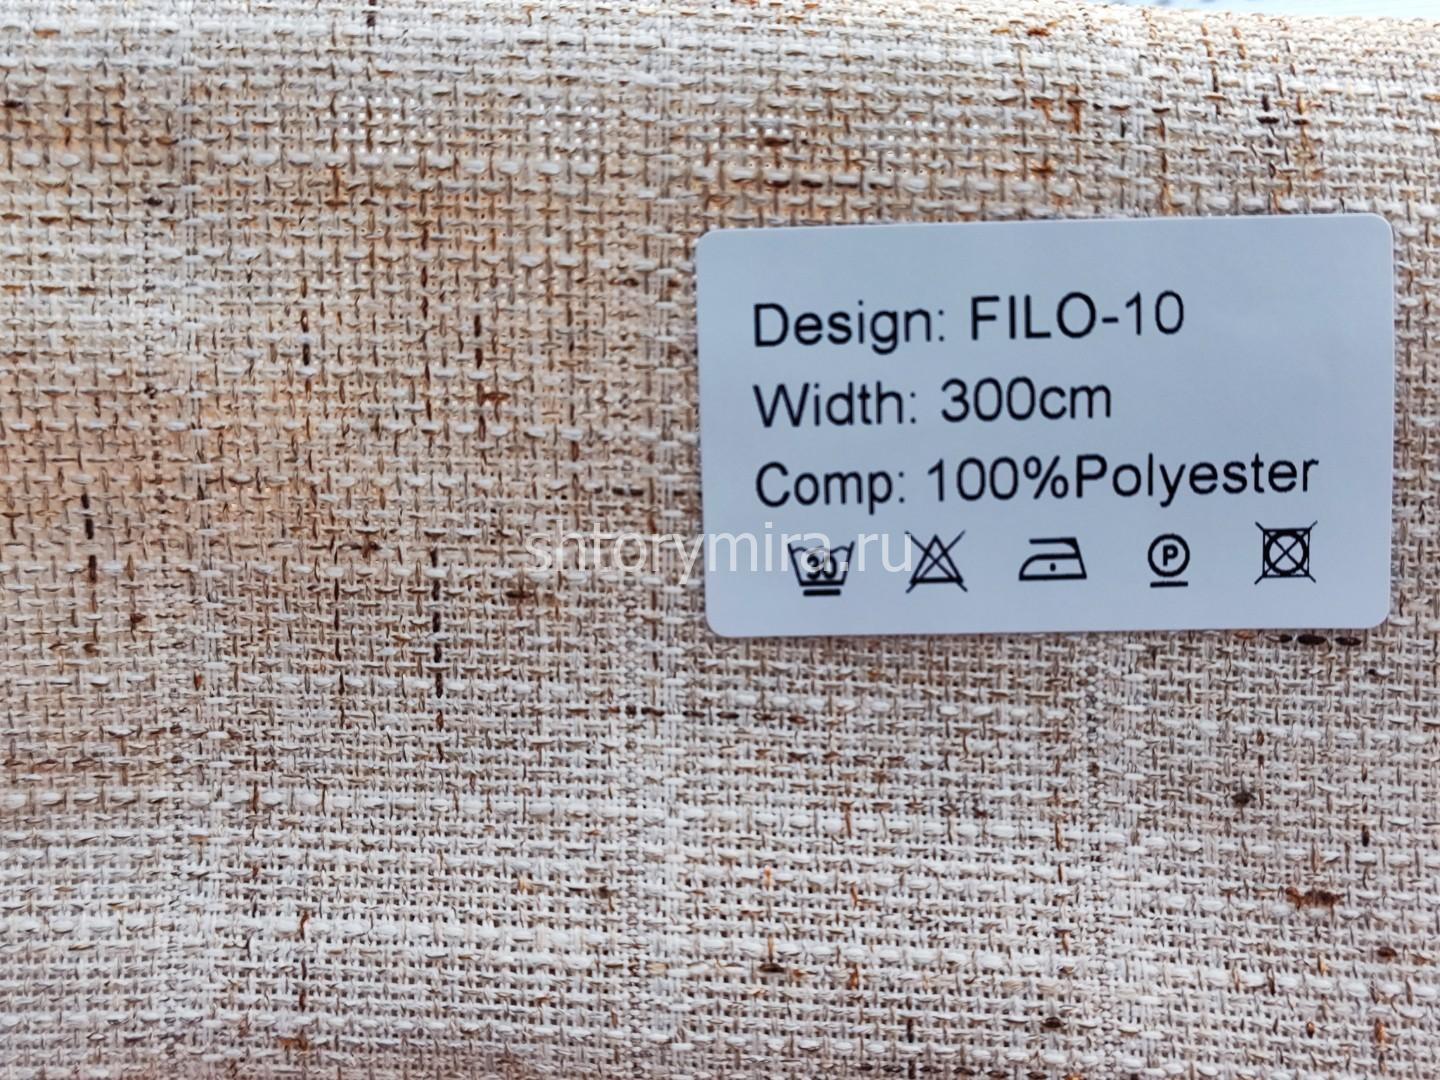 Design: FILO-10
Width: 300cm
Comp: 100%Polyester
shtorymira.ru
P